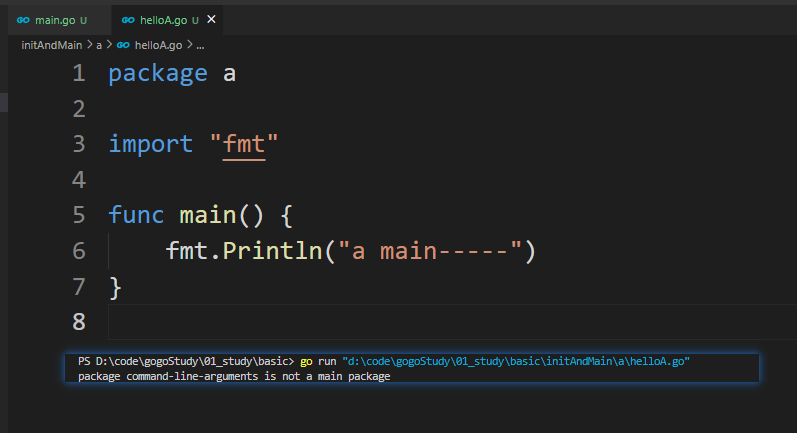 GO main.go U GO helloA.go U ×
initAndMain > a > GO helloA.go > ...
1 package a
2
3 import "fmt"
4
5 func main() {
6     fmt.Println("a main-----")
7 }
8
PS D:\code\gogoStudy\01_study\basic> go run "d:\code\gogoStudy\01_study\basic\initAndMain\a\helloA.go"
package command-line-arguments is not a main package